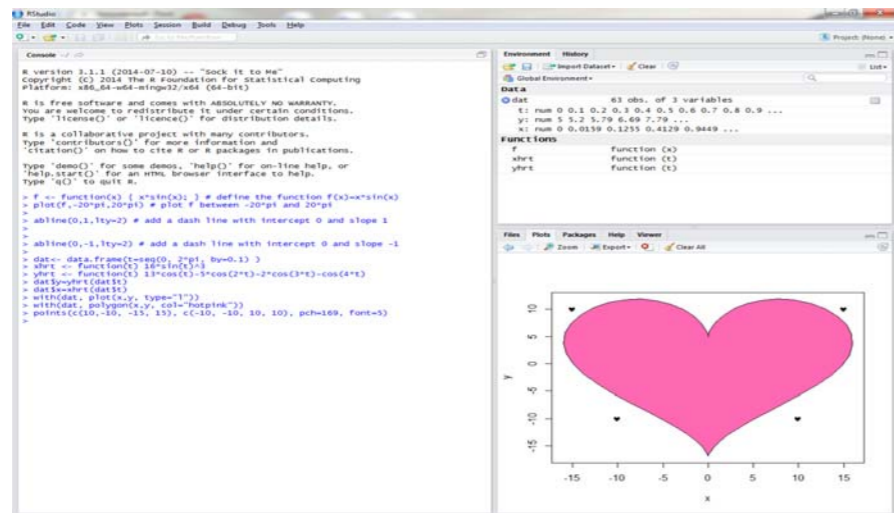 RStudio
File Edit Code View Plots Session Build Debug Tools Help
Project: (None)
Console
R version 3.1.1 (2014-07-10) -- "Sock it to Me"
Copyright (C) 2014 The R Foundation for Statistical Computing
Platform: x86_64-w64-mingw32/x64 (64-bit)
R is free software and comes with ABSOLUTELY NO WARRANTY.
You are welcome to redistribute it under certain conditions.
Type 'license()' or 'licence()' for distribution details.
R is a collaborative project with many contributors.
Type 'contributors()' for more information and
'citation()' on how to cite R or R packages in publications.
Type 'demo()' for some demos, 'help()' for on-line help, or
'help.start()' for an HTML browser interface to help.
Type 'q()' to quit R.
> f <- function(x) { x*sin(x); } # define the function f(x)=x*sin(x)
> plot(f,-20*pi,20*pi) # plot f between -20*pi and 20*pi
>
> abline(0,1,lty=2) # add a dash line with intercept 0 and slope 1
>
>
> abline(0,-1,lty=2) # add a dash line with intercept 0 and slope -1
>
> dat<- data.frame(t=seq(0, 2*pi, by=0.1) )
> xhrt <- function(t) 16*sin(t)^3
> yhrt <- function(t) 13*cos(t)-5*cos(2*t)-2*cos(3*t)-cos(4*t)
> dat$y=yhrt(dat$t)
> dat$x=xhrt(dat$t)
> with(dat, plot(x,y, type="l"))
> with(dat, polygon(x,y, col="hotpink"))
> points(c(10,-10, -15, 15), c(-10, -10, 10, 10), pch=169, font=5)
>
Environment History
Import Dataset Clear List
Global Environment
Data
dat 63 obs. of 3 variables
t: num 0 0.1 0.2 0.3 0.4 0.5 0.6 0.7 0.8 0.9 ...
y: num 5 5.2 5.79 6.69 7.79 ...
x: num 0 0.0159 0.1255 0.4129 0.9449 ...
Functions
f function (x)
xhrt function (t)
yhrt function (t)
Files Plots Packages Help Viewer
Zoom Export Clear All
10
5
0
-5
-10
-15
y
-15 -10 -5 0 5 10 15
x